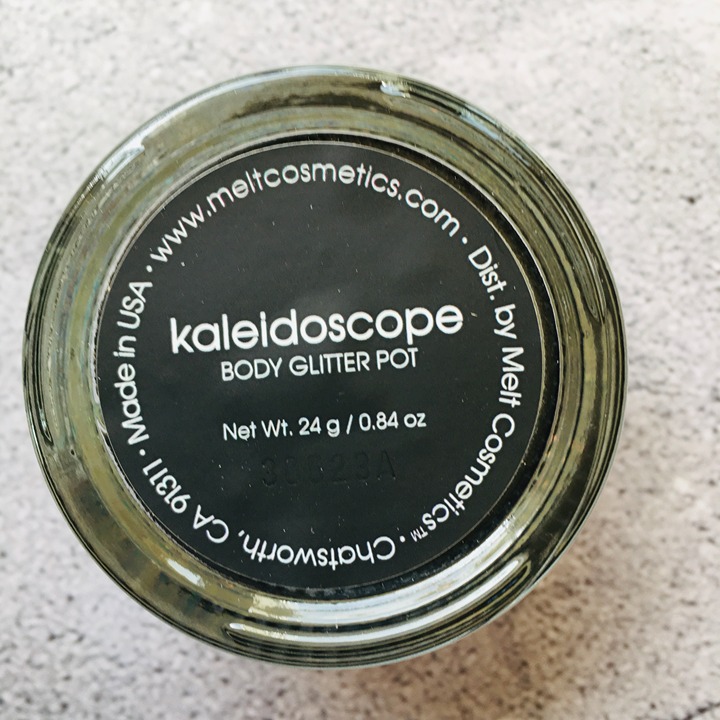 www.meltcosmetics.com • Dist. by Melt Cosmetics™ • Chatsworth, CA 91311 • Made in USA •
kaleidoscope
BODY GLITTER POT
Net Wt. 24 g / 0.84 oz